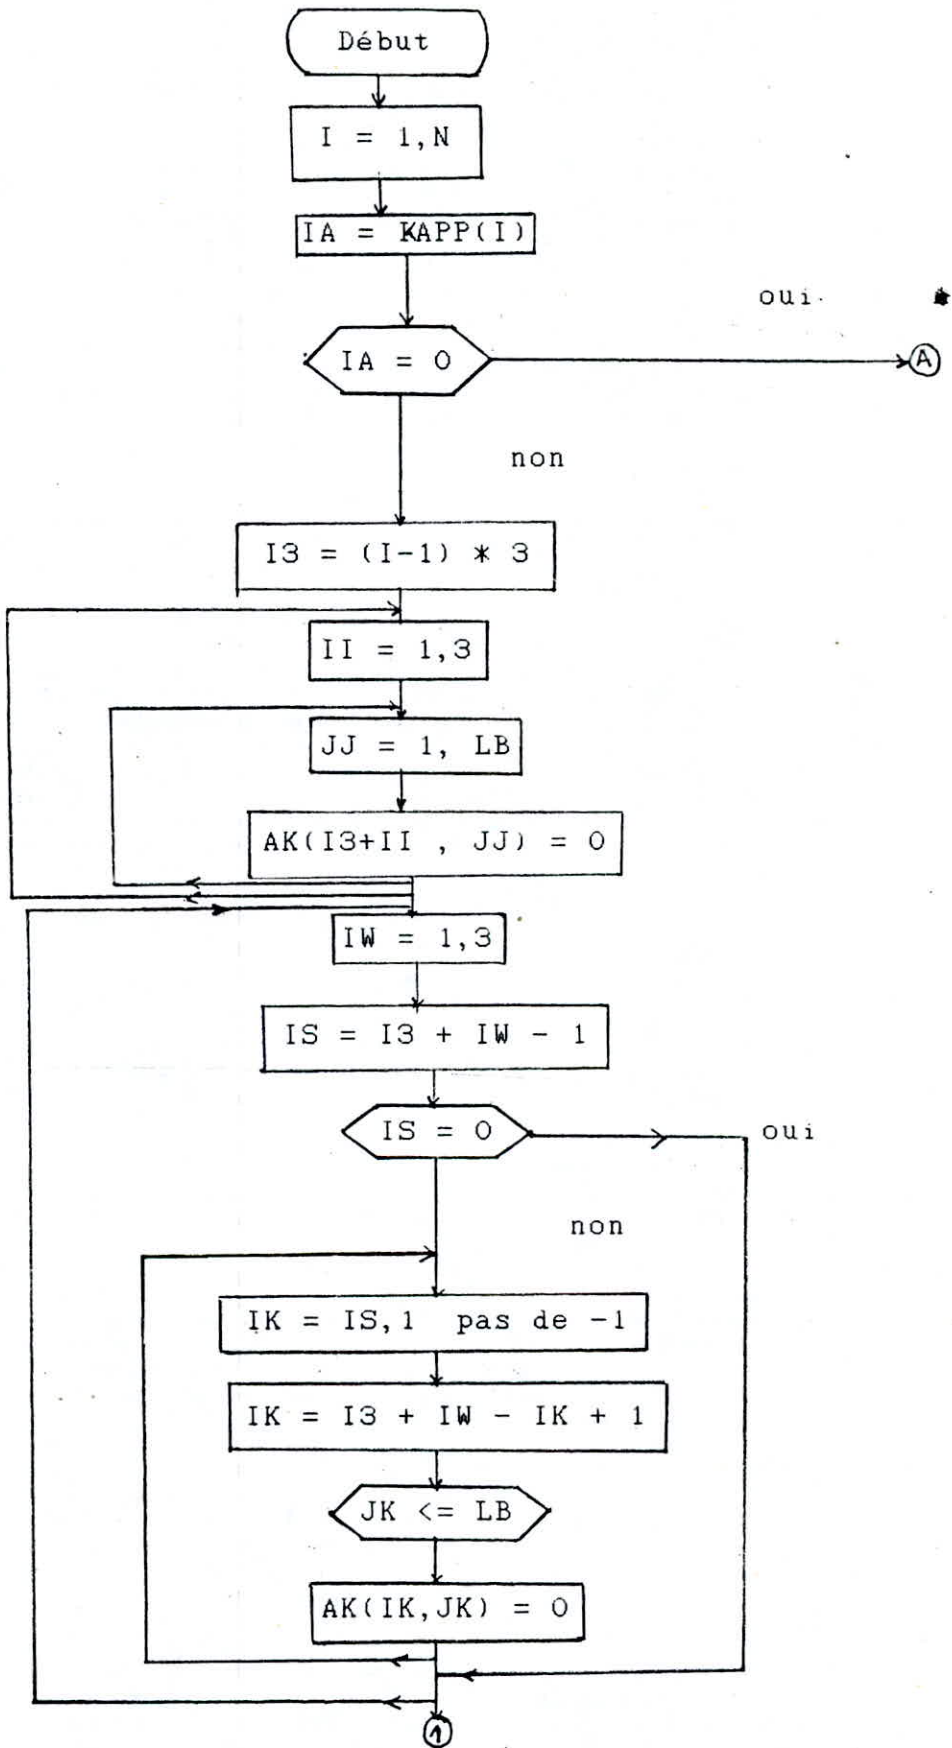 Début
I = 1,N
IA = KAPP(I)
oui
IA = 0
A
non
I3 = (I-1) * 3
II = 1,3
JJ = 1, LB
AK(I3+II , JJ) = 0
IW = 1,3
IS = I3 + IW - 1
IS = 0
oui
non
IK = IS,1 pas de -1
IK = I3 + IW - IK + 1
JK <= LB
AK(IK,JK) = 0
1